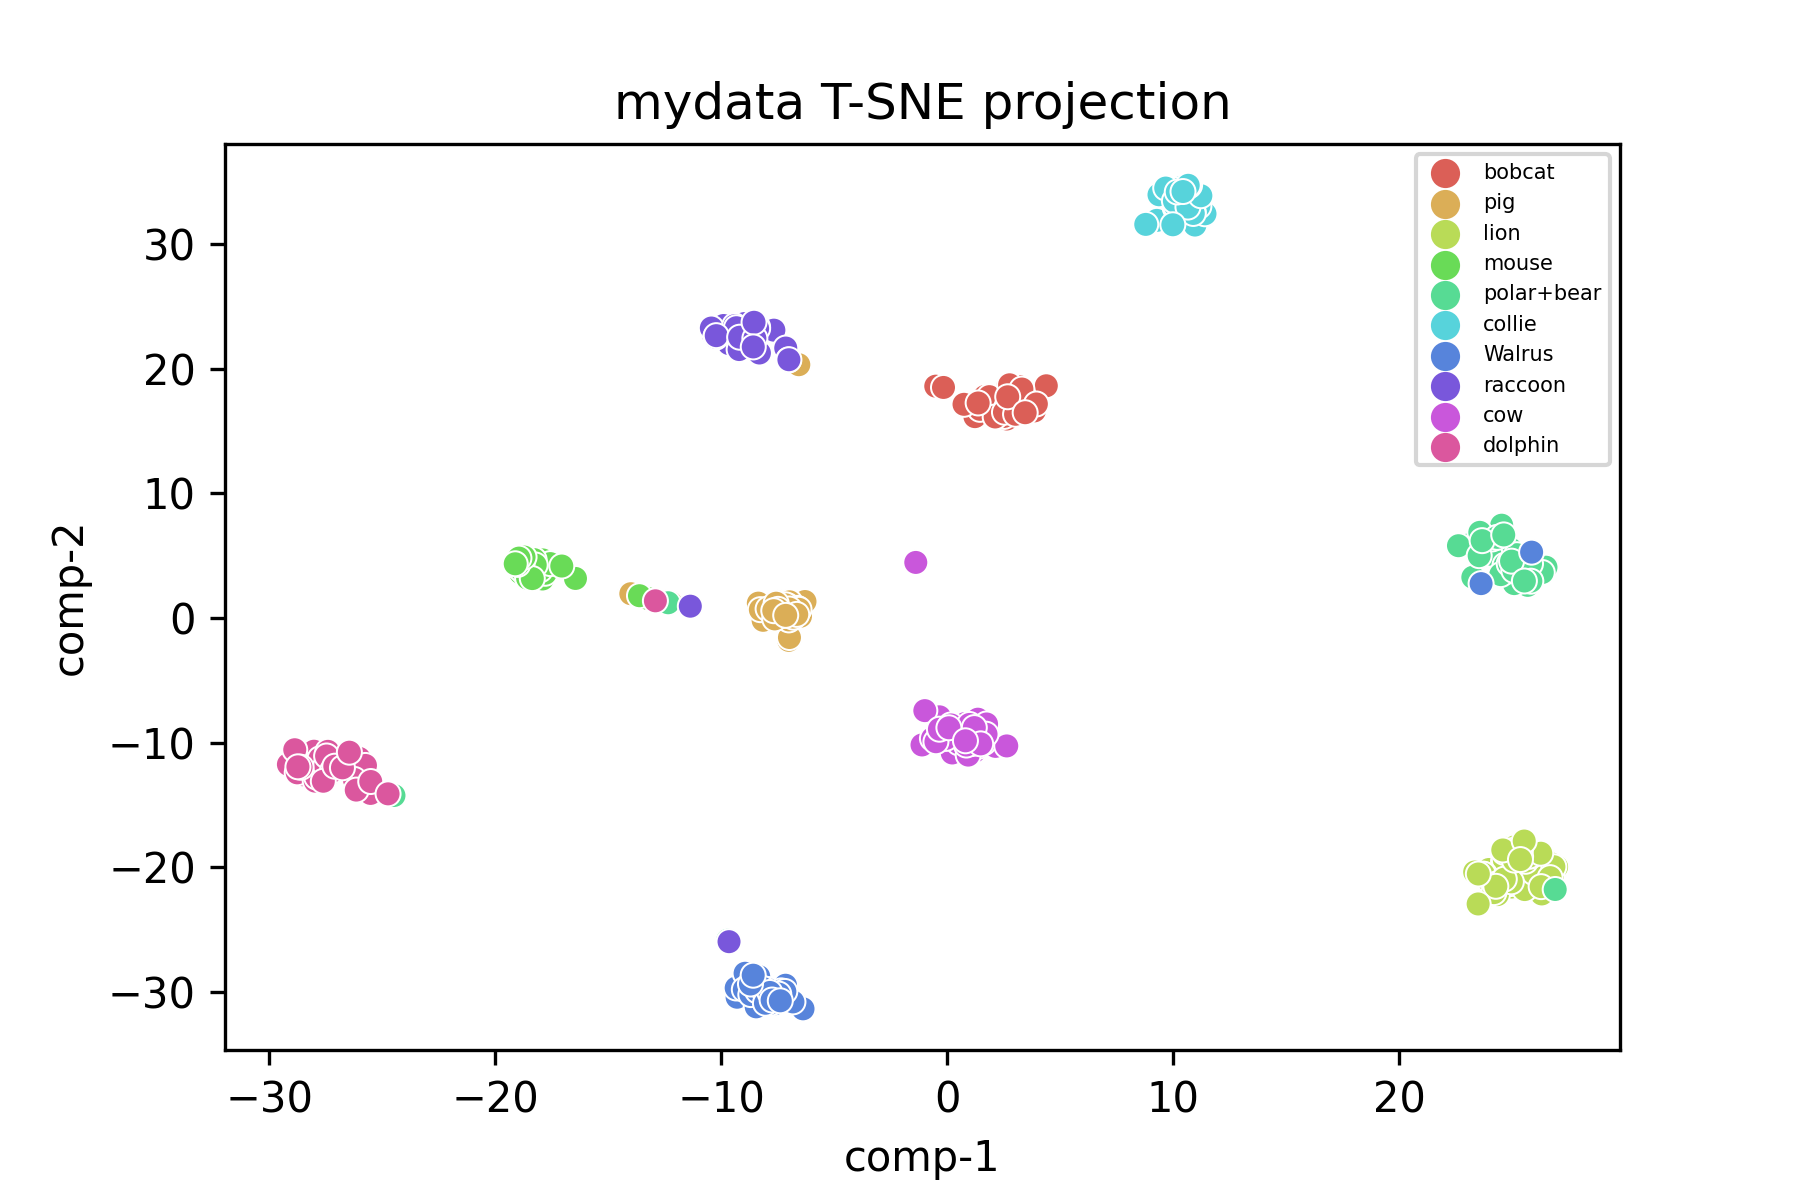 mydata T-SNE projection
bobcat
pig
lion
mouse
polar+bear
collie
Walrus
raccoon
cow
dolphin
30
20
10
0
−10
−20
−30
comp-2
−30 −20 −10 0 10 20
comp-1